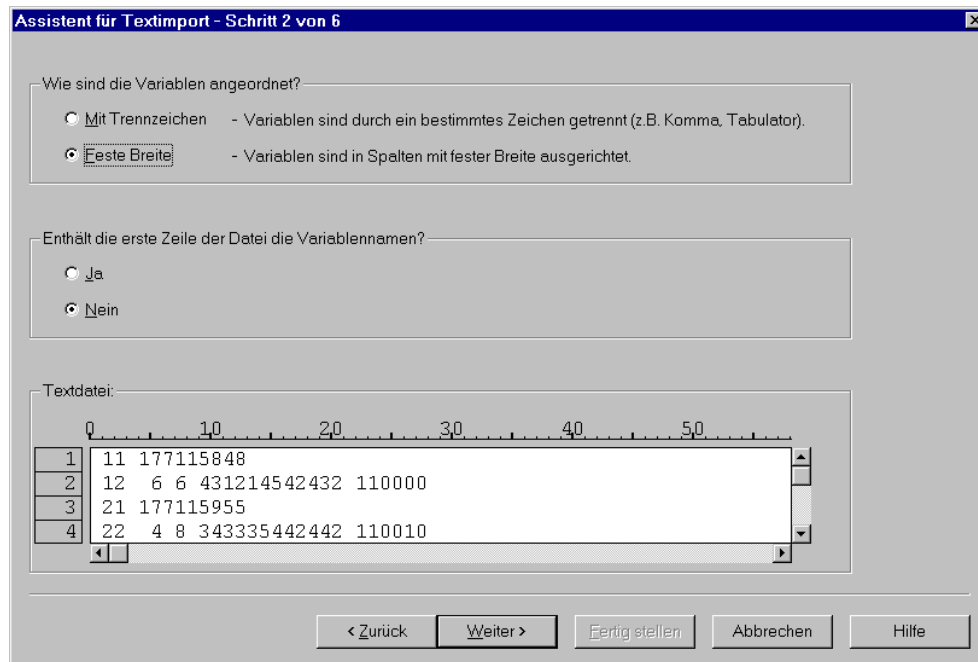 Assistent für Textimport - Schritt 2 von 6
Wie sind die Variablen angeordnet?
Mit Trennzeichen - Variablen sind durch ein bestimmtes Zeichen getrennt (z.B. Komma, Tabulator).
Feste Breite - Variablen sind in Spalten mit fester Breite ausgerichtet.
Enthält die erste Zeile der Datei die Variablennamen?
Ja
Nein
Textdatei:
0 10 20 30 40 50
1 11 177115848
2 12 6 6 431214542432 110000
3 21 177115955
4 22 4 8 343335442442 110010
< Zurück Weiter > Fertig stellen Abbrechen Hilfe